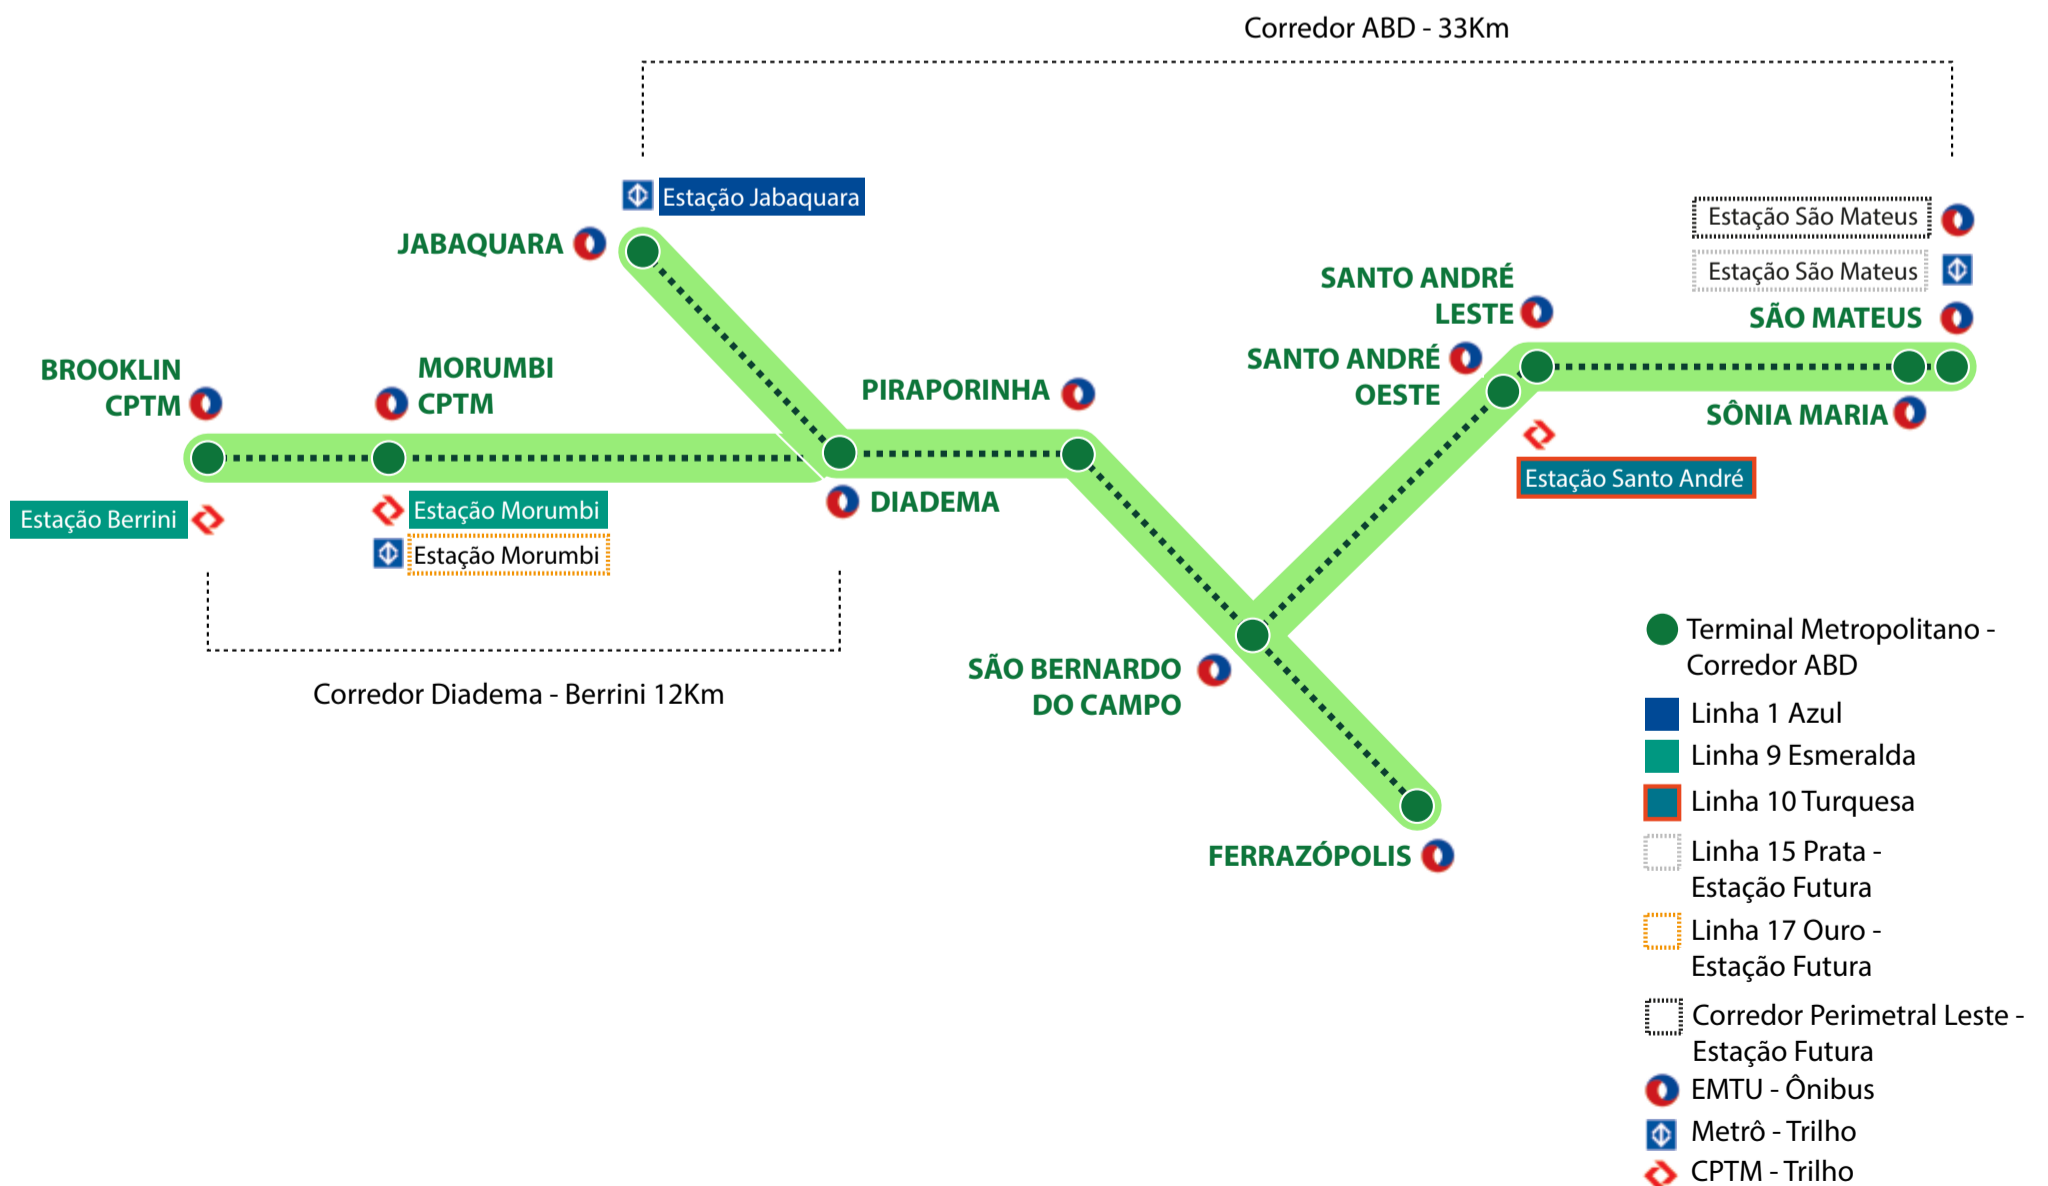 Corredor ABD - 33Km
Estação Jabaquara
JABAQUARA
Estação São Mateus
Estação São Mateus
SÃO MATEUS
SANTO ANDRÉ
LESTE
SANTO ANDRÉ
OESTE
BROOKLIN
CPTM
MORUMBI
CPTM
PIRAPORINHA
SÔNIA MARIA
Estação Santo André
DIADEMA
Estação Berrini
Estação Morumbi
Estação Morumbi
Corredor Diadema - Berrini 12Km
SÃO BERNARDO
DO CAMPO
FERRAZÓPOLIS
Terminal Metropolitano -
Corredor ABD
Linha 1 Azul
Linha 9 Esmeralda
Linha 10 Turquesa
Linha 15 Prata -
Estação Futura
Linha 17 Ouro -
Estação Futura
Corredor Perimetral Leste -
Estação Futura
EMTU - Ônibus
Metrô - Trilho
CPTM - Trilho